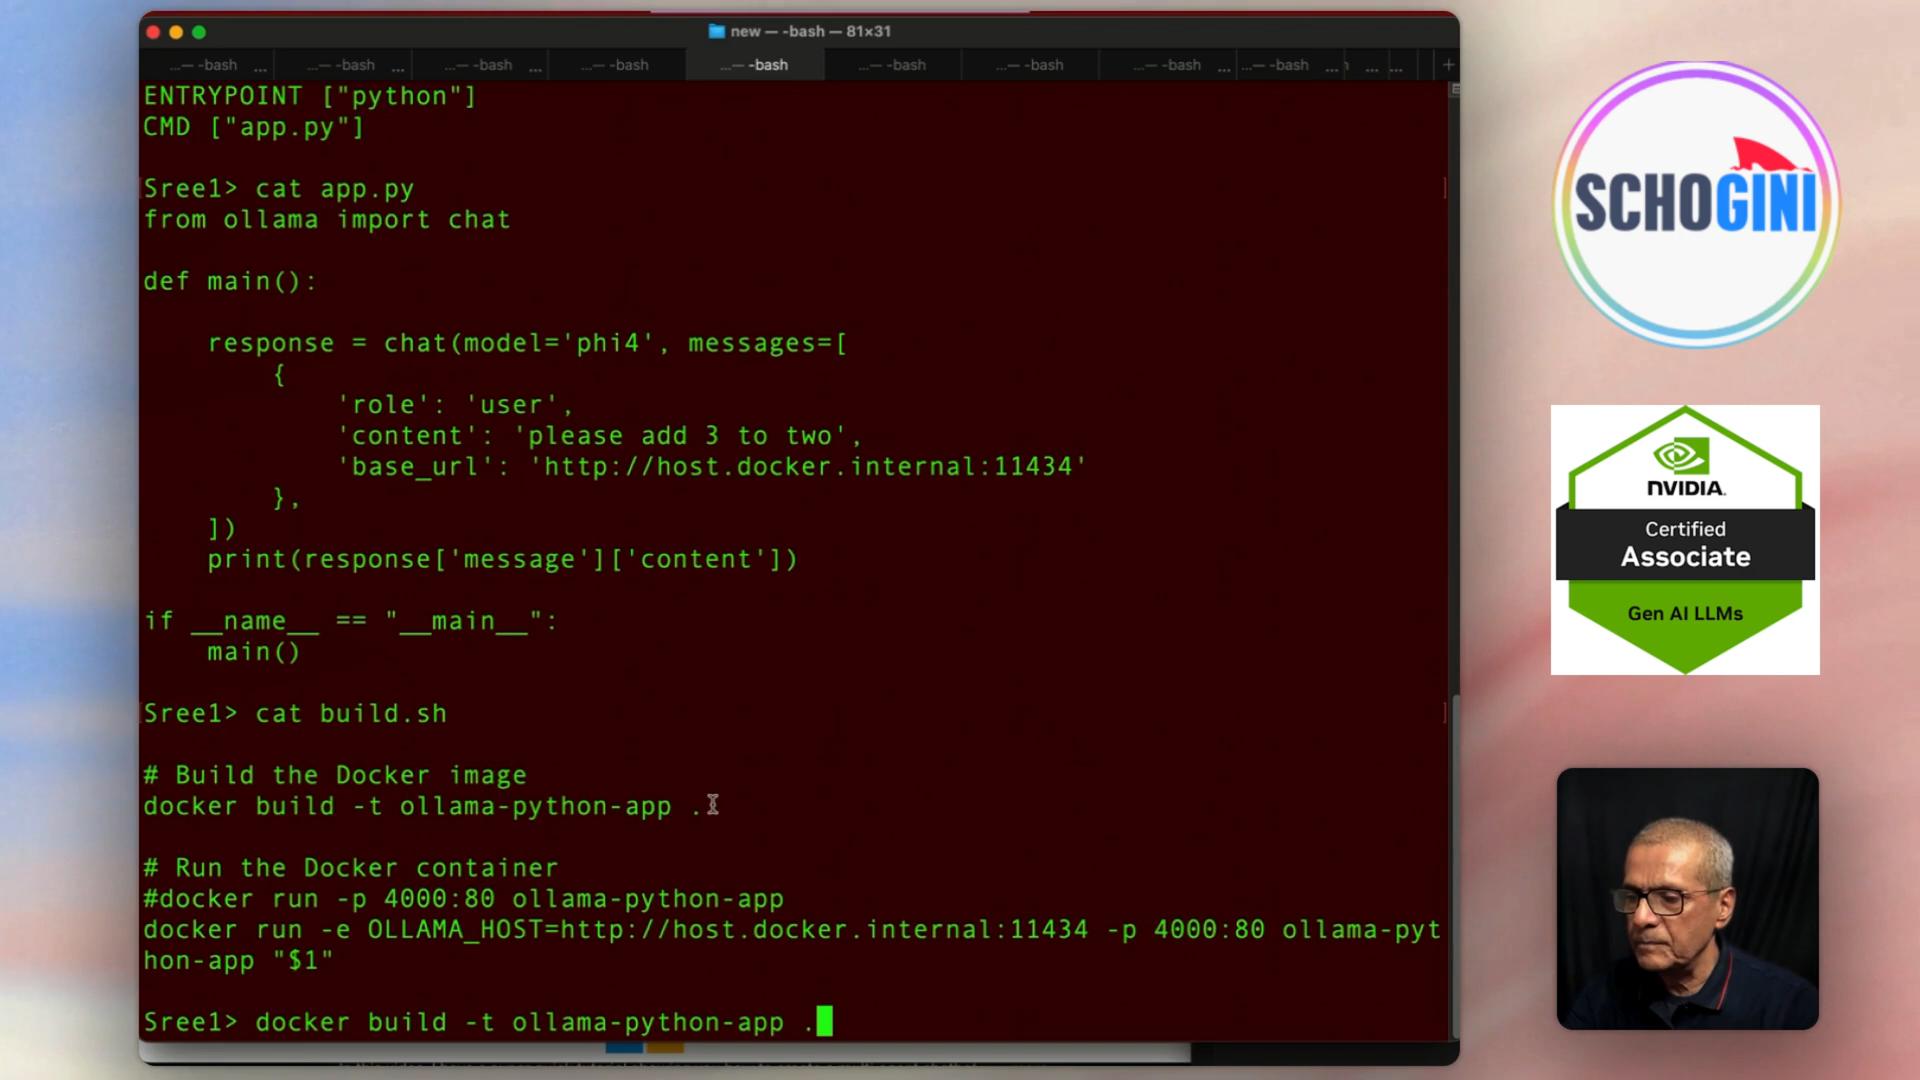 new — -bash — 81×31
...— -bash ... ...— -bash ... ...— -bash ... ...— -bash ...— -bash ...— -bash ...— -bash ...— -bash ... ...— -bash ... ... ... +
ENTRYPOINT ["python"]
CMD ["app.py"]
Sree1> cat app.py
from ollama import chat
def main():
response = chat(model='phi4', messages=[
{
'role': 'user',
'content': 'please add 3 to two',
'base_url': 'http://host.docker.internal:11434'
},
])
print(response['message']['content'])
if __name__ == "__main__":
main()
Sree1> cat build.sh
# Build the Docker image
docker build -t ollama-python-app .
# Run the Docker container
#docker run -p 4000:80 ollama-python-app
docker run -e OLLAMA_HOST=http://host.docker.internal:11434 -p 4000:80 ollama-pyt
hon-app "$1"
Sree1> docker build -t ollama-python-app .
SCHOGINI
NVIDIA.
Certified
Associate
Gen AI LLMs